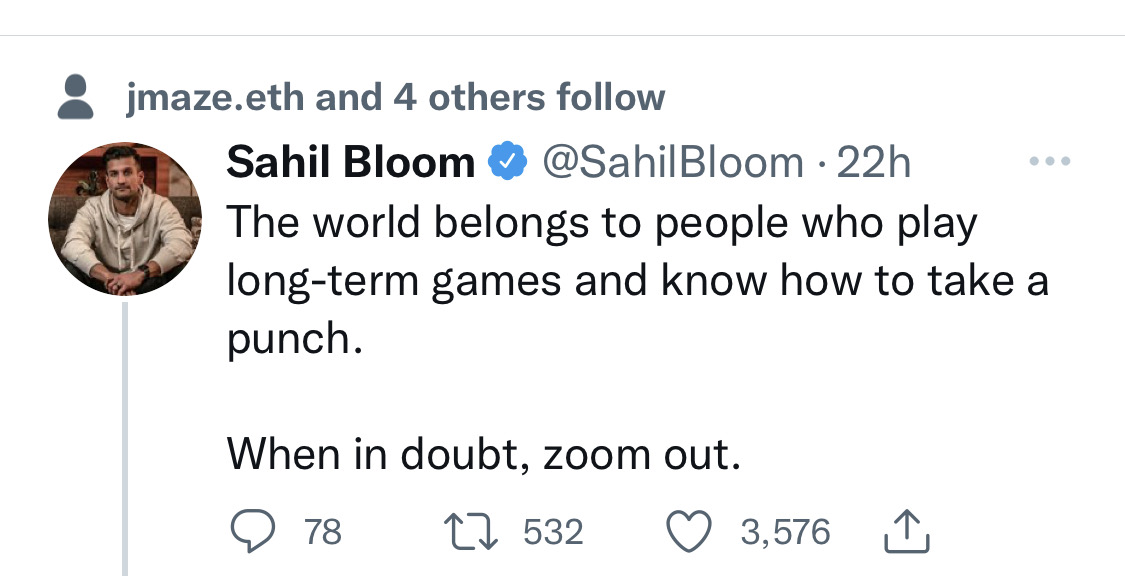 jmaze.eth and 4 others follow
Sahil Bloom @SahilBloom · 22h
The world belongs to people who play
long-term games and know how to take a
punch.
When in doubt, zoom out.
78 532 3,576